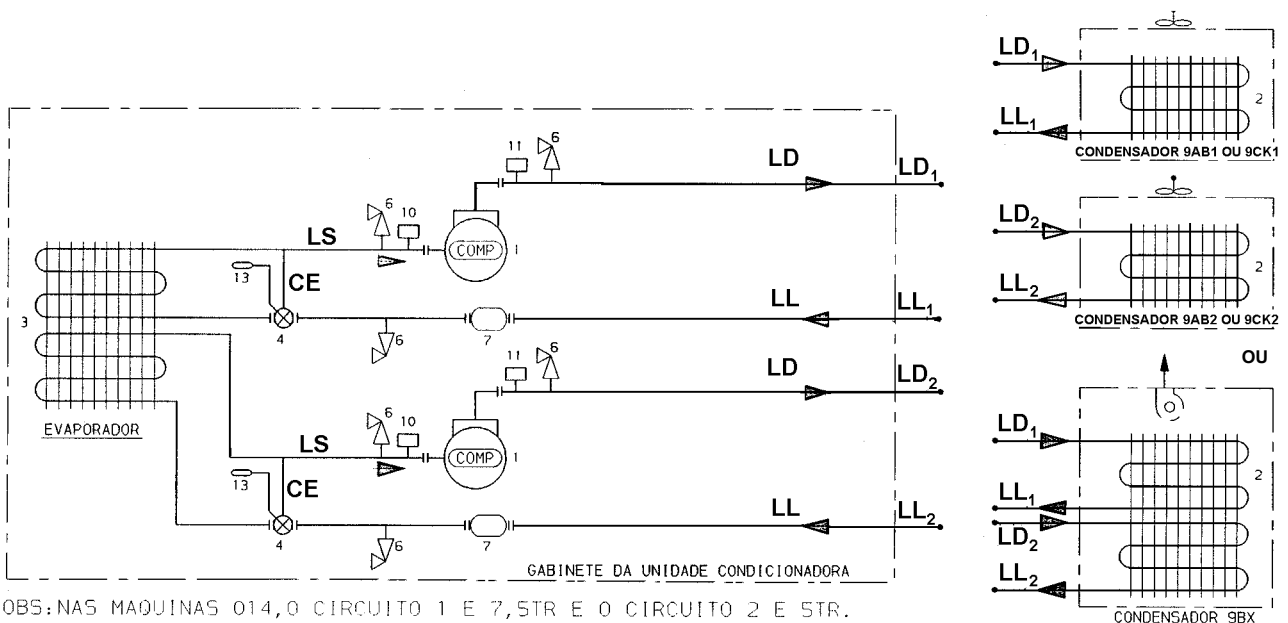 6
11
LD
LD₁
LS
6
10
COMP
1
13
CE
3
4
6
7
LL
LL₁
11
6
LD
LD₂
EVAPORADOR
LS
6
10
COMP
1
13
CE
4
6
7
LL
LL₂
GABINETE DA UNIDADE CONDICIONADORA
OBS:NAS MAQUINAS 014,O CIRCUITO 1 E 7,5TR E O CIRCUITO 2 E 5TR.
LD₁
2
LL₁
CONDENSADOR 9AB1 OU 9CK1
LD₂
2
LL₂
CONDENSADOR 9AB2 OU 9CK2
OU
LD₁
2
LL₁
LD₂
LL₂
CONDENSADOR 9BX